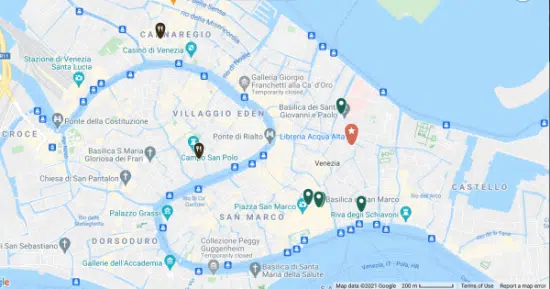 CANNAREGIO
Casinò di Venezia
Stazione di Venezia
Santa Lucia
Galleria Giorgio
Franchetti alla Ca' d'Oro
Temporarily closed
Basilica dei Santi
Giovanni e Paolo
VILLAGGIO EDEN
Ponte della Costituzione
CROCE
Ponte di Rialto
Libreria Acqua Alta
Basilica S Maria
Gloriosa dei Frari
Campo San Polo
Venezia
Chiesa di San Pantalon
CASTELLO
Piazza San Marco
Basilica San Marco
Palazzo Grassi
SAN MARCO
Riva degli Schiavoni
DORSODURO
Collezione Peggy
Guggenheim
Temporarily closed
San Sebastiano
Gallerie dell'Accademia
Basilica di Santa
Maria della Salute
Map data ©2021 Google
200 m
Terms of Use
Report a map error